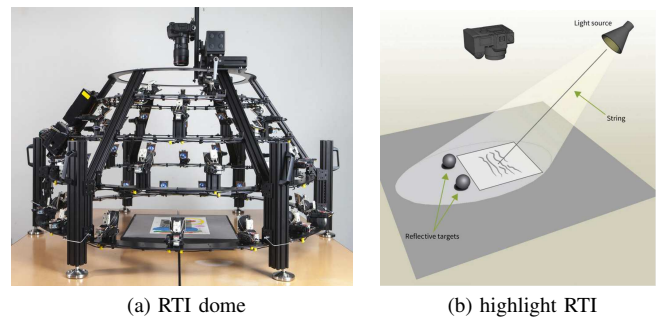 Light source
String
Reflective targets
(a) RTI dome
(b) highlight RTI